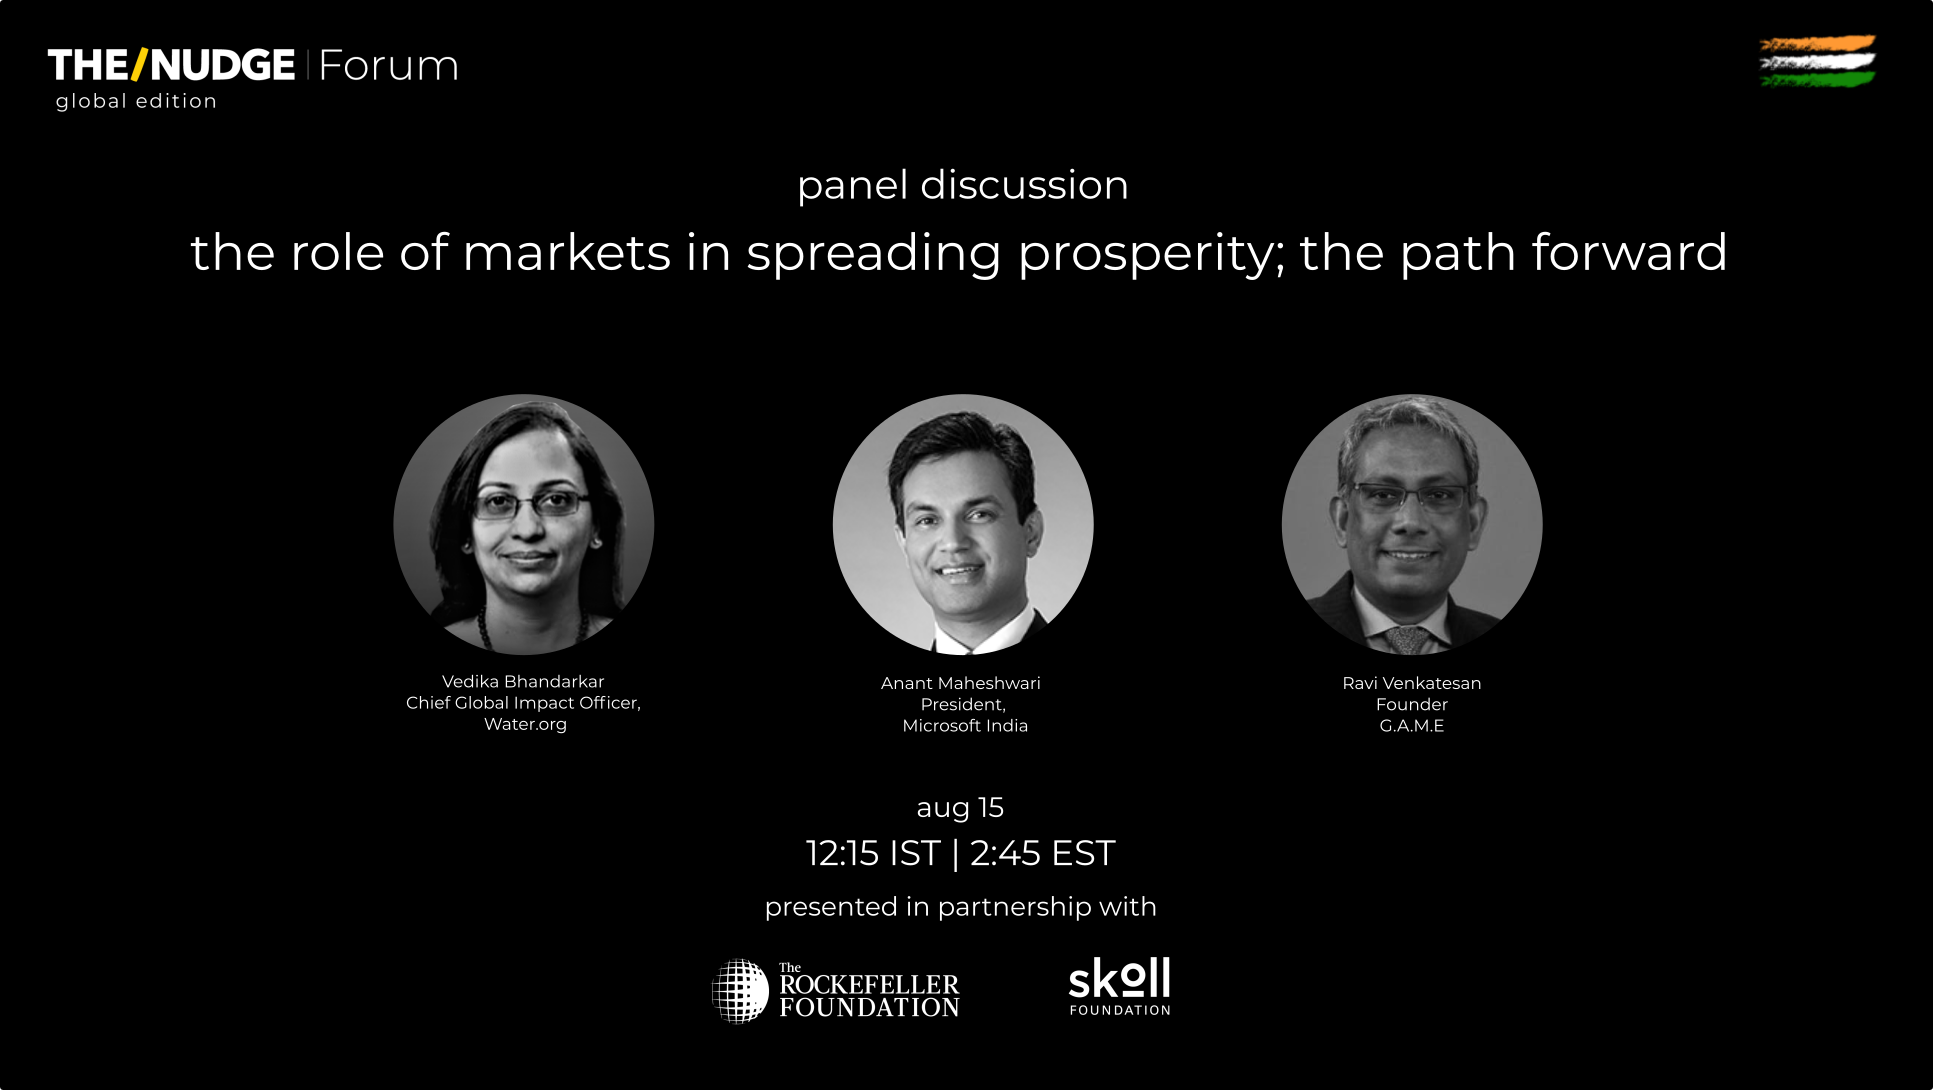 THE/NUDGE | Forum
global edition
panel discussion
the role of markets in spreading prosperity; the path forward
Vedika Bhandarkar
Chief Global Impact Officer,
Water.org
Anant Maheshwari
President,
Microsoft India
Ravi Venkatesan
Founder
G.A.M.E
aug 15
12:15 IST | 2:45 EST
presented in partnership with
The
ROCKEFELLER
FOUNDATION
skoll
FOUNDATION